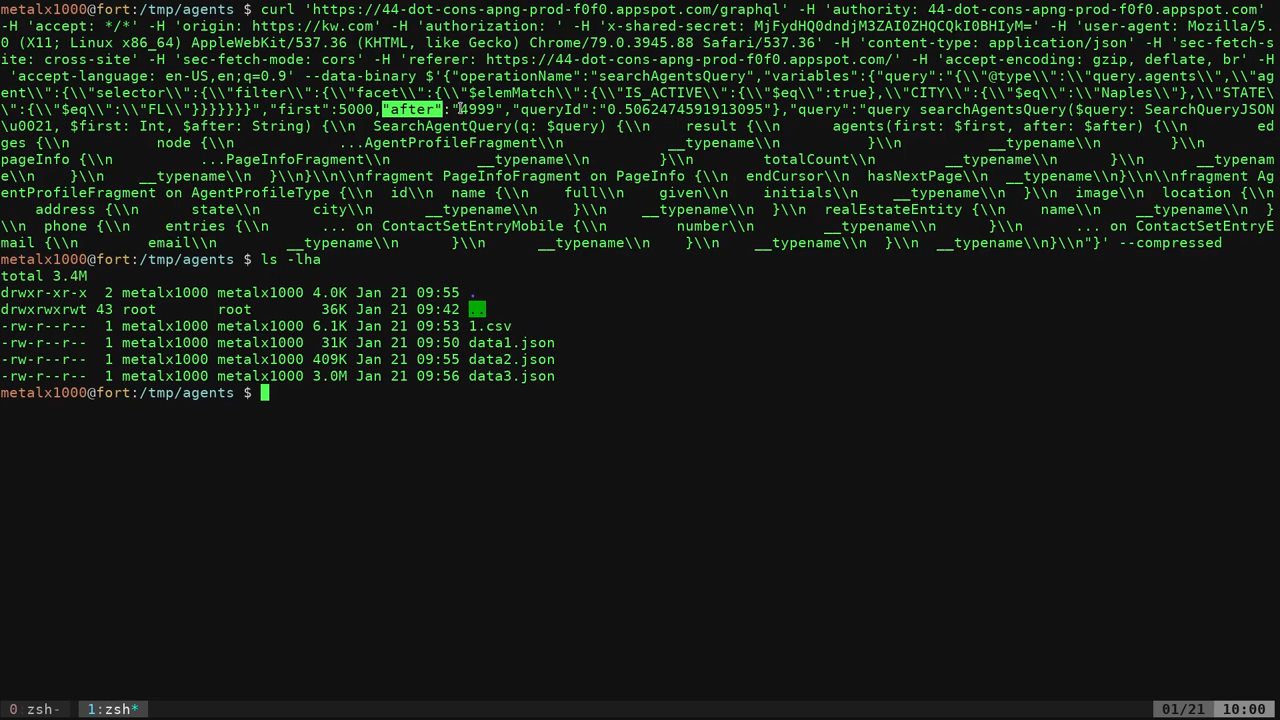 metalx1000@fort:/tmp/agents $ curl 'https://44-dot-cons-apng-prod-f0f0.appspot.com/graphql' -H 'authority: 44-dot-cons-apng-prod-f0f0.appspot.com'
-H 'accept: */*' -H 'origin: https://kw.com' -H 'authorization: ' -H 'x-shared-secret: MjFydHQ0dndjM3ZAI0ZHQCQkI0BHIyM=' -H 'user-agent: Mozilla/5.
0 (X11; Linux x86_64) AppleWebKit/537.36 (KHTML, like Gecko) Chrome/79.0.3945.88 Safari/537.36' -H 'content-type: application/json' -H 'sec-fetch-s
ite: cross-site' -H 'sec-fetch-mode: cors' -H 'referer: https://44-dot-cons-apng-prod-f0f0.appspot.com/' -H 'accept-encoding: gzip, deflate, br' -H
'accept-language: en-US,en;q=0.9' --data-binary $'{"operationName":"searchAgentsQuery","variables":{"query":"{\\"@type\\":\\"query.agents\\",\\"ag
ent\\":{\\"selector\\":{\\"filter\\":{\\"facet\\":{\\"$elemMatch\\":{\\"IS_ACTIVE\\":{\\"$eq\\":true},\\"CITY\\":{\\"$eq\\":\\"Naples\\"},\\"STATE\
\":{\\"$eq\\":\\"FL\\"}}}}}}}","first":5000,"after":"4999","queryId":"0.5062474591913095"},"query":"query searchAgentsQuery($query: SearchQueryJSON
\u0021, $first: Int, $after: String) {\\n  SearchAgentQuery(q: $query) {\\n    result {\\n      agents(first: $first, after: $after) {\\n        ed
ges {\\n          node {\\n            ...AgentProfileFragment\\n            __typename\\n          }\\n          __typename\\n        }\\n
pageInfo {\\n          ...PageInfoFragment\\n          __typename\\n        }\\n        totalCount\\n        __typename\\n      }\\n      __typenam
e\\n    }\\n    __typename\\n  }\\n}\\n\\nfragment PageInfoFragment on PageInfo {\\n  endCursor\\n  hasNextPage\\n  __typename\\n}\\n\\nfragment Ag
entProfileFragment on AgentProfileType {\\n  id\\n  name {\\n    full\\n    given\\n    initials\\n    __typename\\n  }\\n  image\\n  location {\\n
address {\\n      state\\n      city\\n      __typename\\n    }\\n    __typename\\n  }\\n  realEstateEntity {\\n    name\\n    __typename\\n  }
\\n  phone {\\n    entries {\\n      ... on ContactSetEntryMobile {\\n        number\\n        __typename\\n      }\\n      ... on ContactSetEntryE
mail {\\n        email\\n        __typename\\n      }\\n      __typename\\n    }\\n    __typename\\n  }\\n  __typename\\n}\\n"}' --compressed
metalx1000@fort:/tmp/agents $ ls -lha
total 3.4M
drwxr-xr-x  2 metalx1000 metalx1000 4.0K Jan 21 09:55 .
drwxrwxrwt 43 root       root        36K Jan 21 09:42 ..
-rw-r--r--  1 metalx1000 metalx1000 6.1K Jan 21 09:53 1.csv
-rw-r--r--  1 metalx1000 metalx1000  31K Jan 21 09:50 data1.json
-rw-r--r--  1 metalx1000 metalx1000 409K Jan 21 09:55 data2.json
-rw-r--r--  1 metalx1000 metalx1000 3.0M Jan 21 09:56 data3.json
metalx1000@fort:/tmp/agents $
0 zsh- 1:zsh* 01/21 10:00